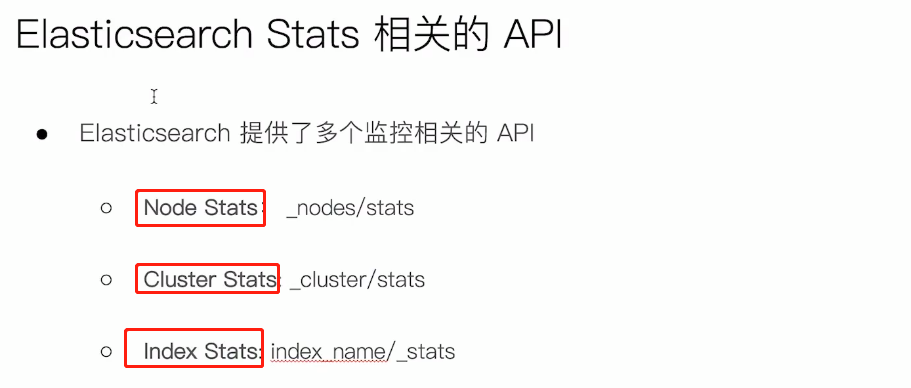 Elasticsearch Stats 相关的 API
● Elasticsearch 提供了多个监控相关的 API
○ Node Stats: _nodes/stats
○ Cluster Stats: _cluster/stats
○ Index Stats: index_name/_stats